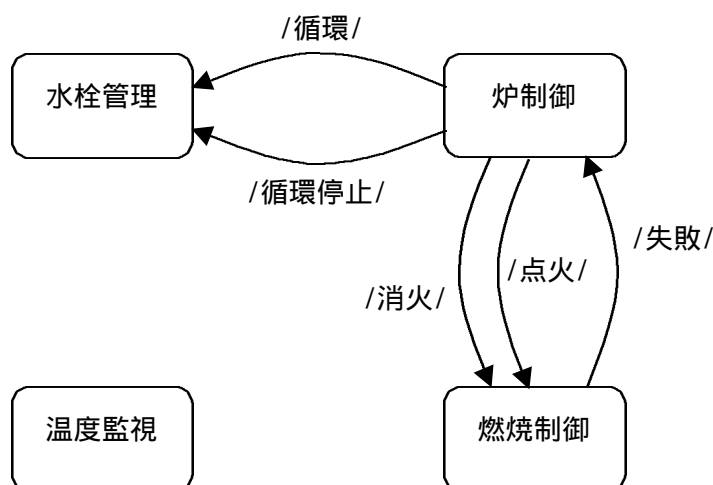 /循環/
水栓管理
炉制御
/循環停止/
/失敗/
/点火/
/消火/
温度監視
燃焼制御